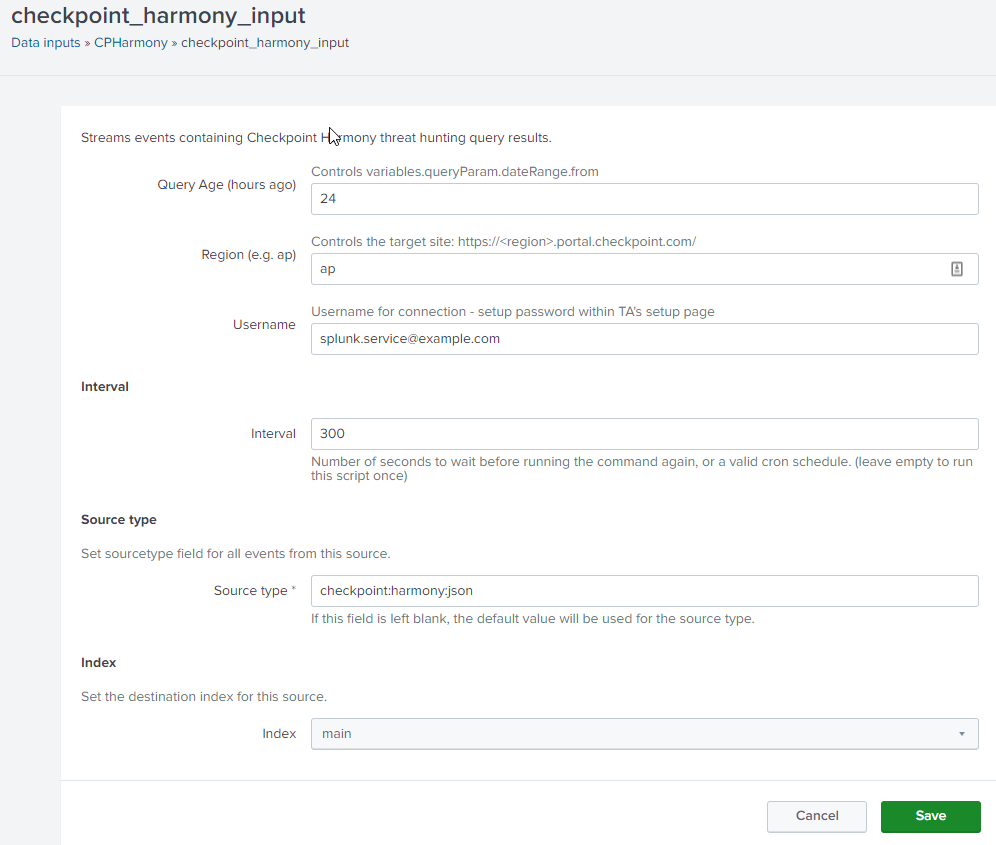 checkpoint_harmony_input
Data inputs » CPHarmony » checkpoint_harmony_input
Streams events containing Checkpoint Harmony threat hunting query results.
Controls variables.queryParam.dateRange.from
Query Age (hours ago)
24
Controls the target site: https://<region>.portal.checkpoint.com/
Region (e.g. ap)
ap
Username for connection - setup password within TA's setup page
Username
splunk.service@example.com
Interval
Interval
300
Number of seconds to wait before running the command again, or a valid cron schedule. (leave empty to run
this script once)
Source type
Set sourcetype field for all events from this source.
Source type *
checkpoint:harmony:json
If this field is left blank, the default value will be used for the source type.
Index
Set the destination index for this source.
Index
main
Cancel
Save